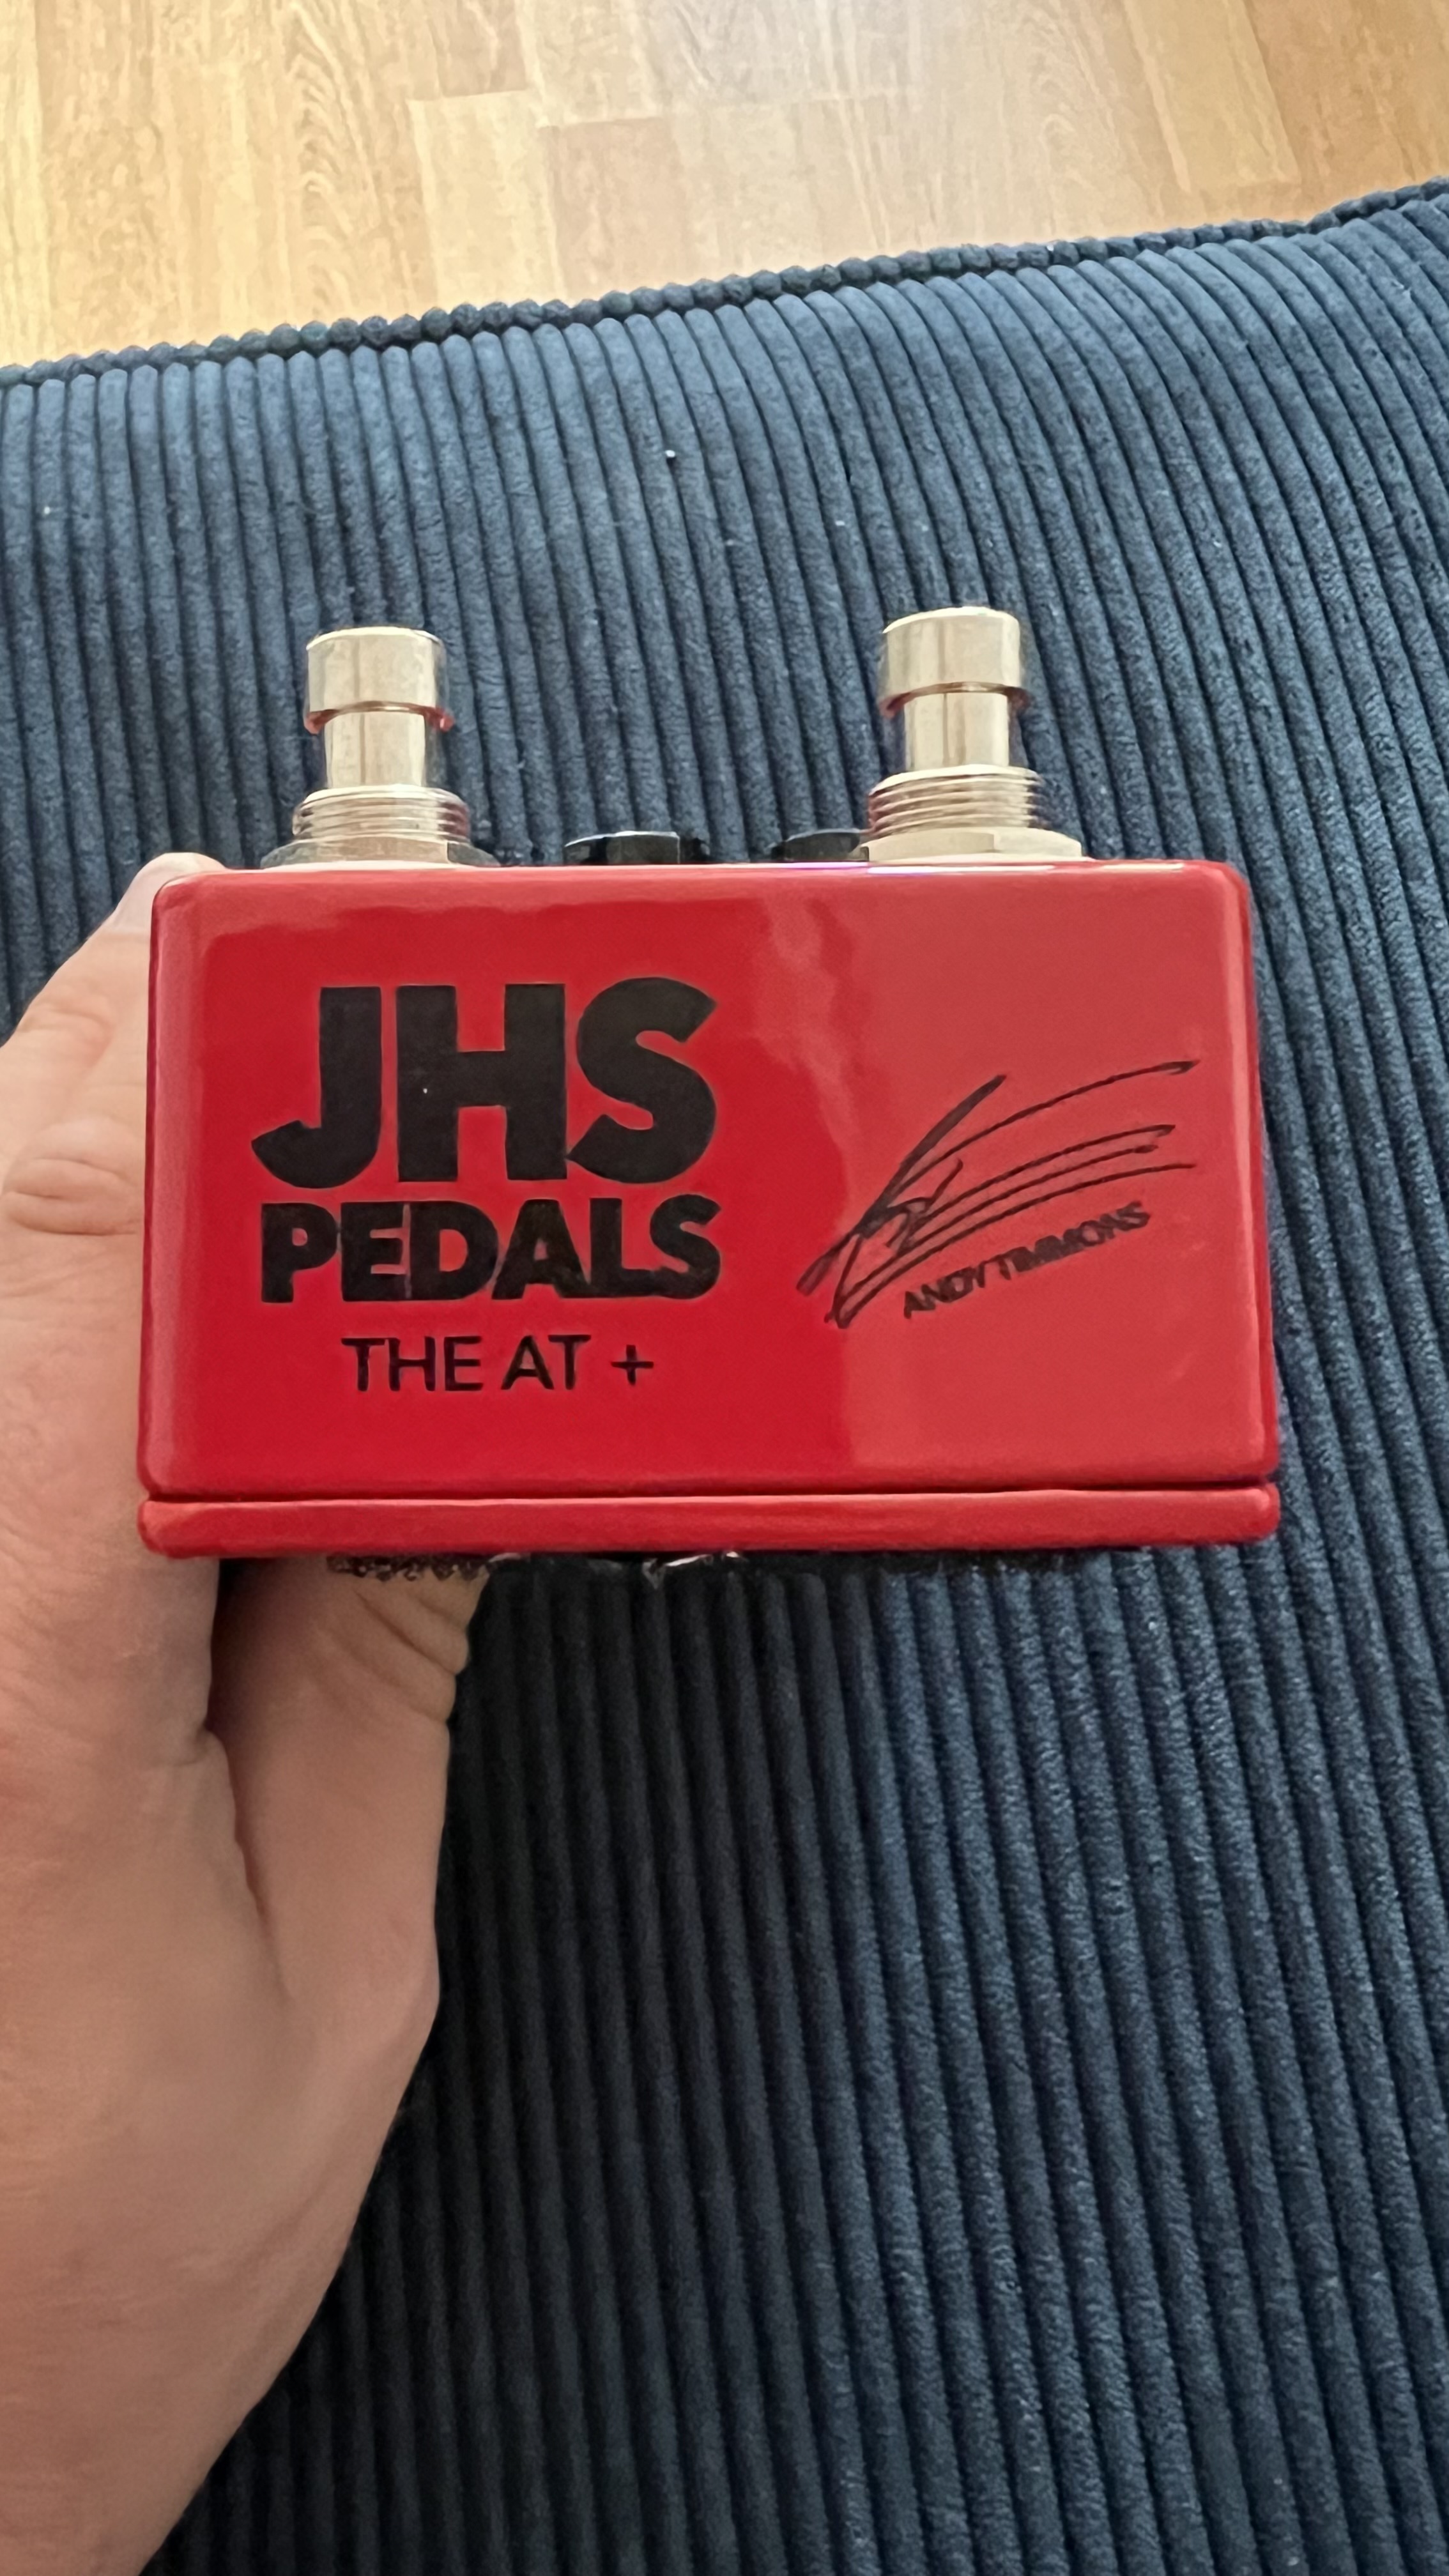 JHS
PEDALS
THE AT +
ANDY TIMMONS